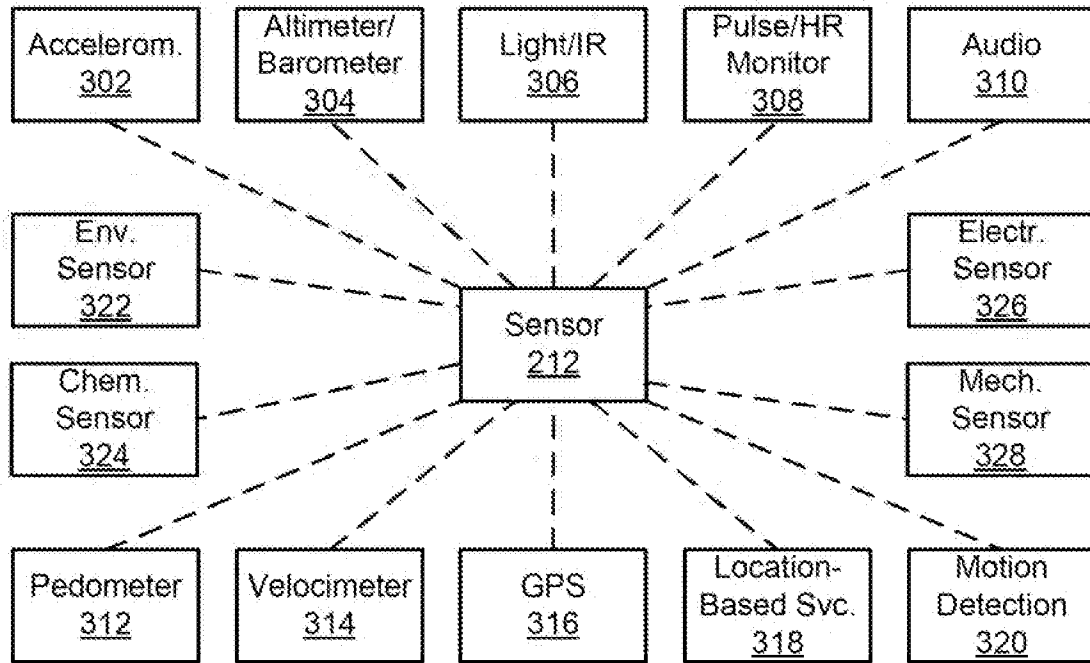 Accelerom.
302
Altimeter/
Barometer
304
Light/IR
306
Pulse/HR
Monitor
308
Audio
310
Env.
Sensor
322
Sensor
212
Electr.
Sensor
326
Chem.
Sensor
324
Mech.
Sensor
328
Pedometer
312
Velocimeter
314
GPS
316
Location-
Based Svc.
318
Motion
Detection
320